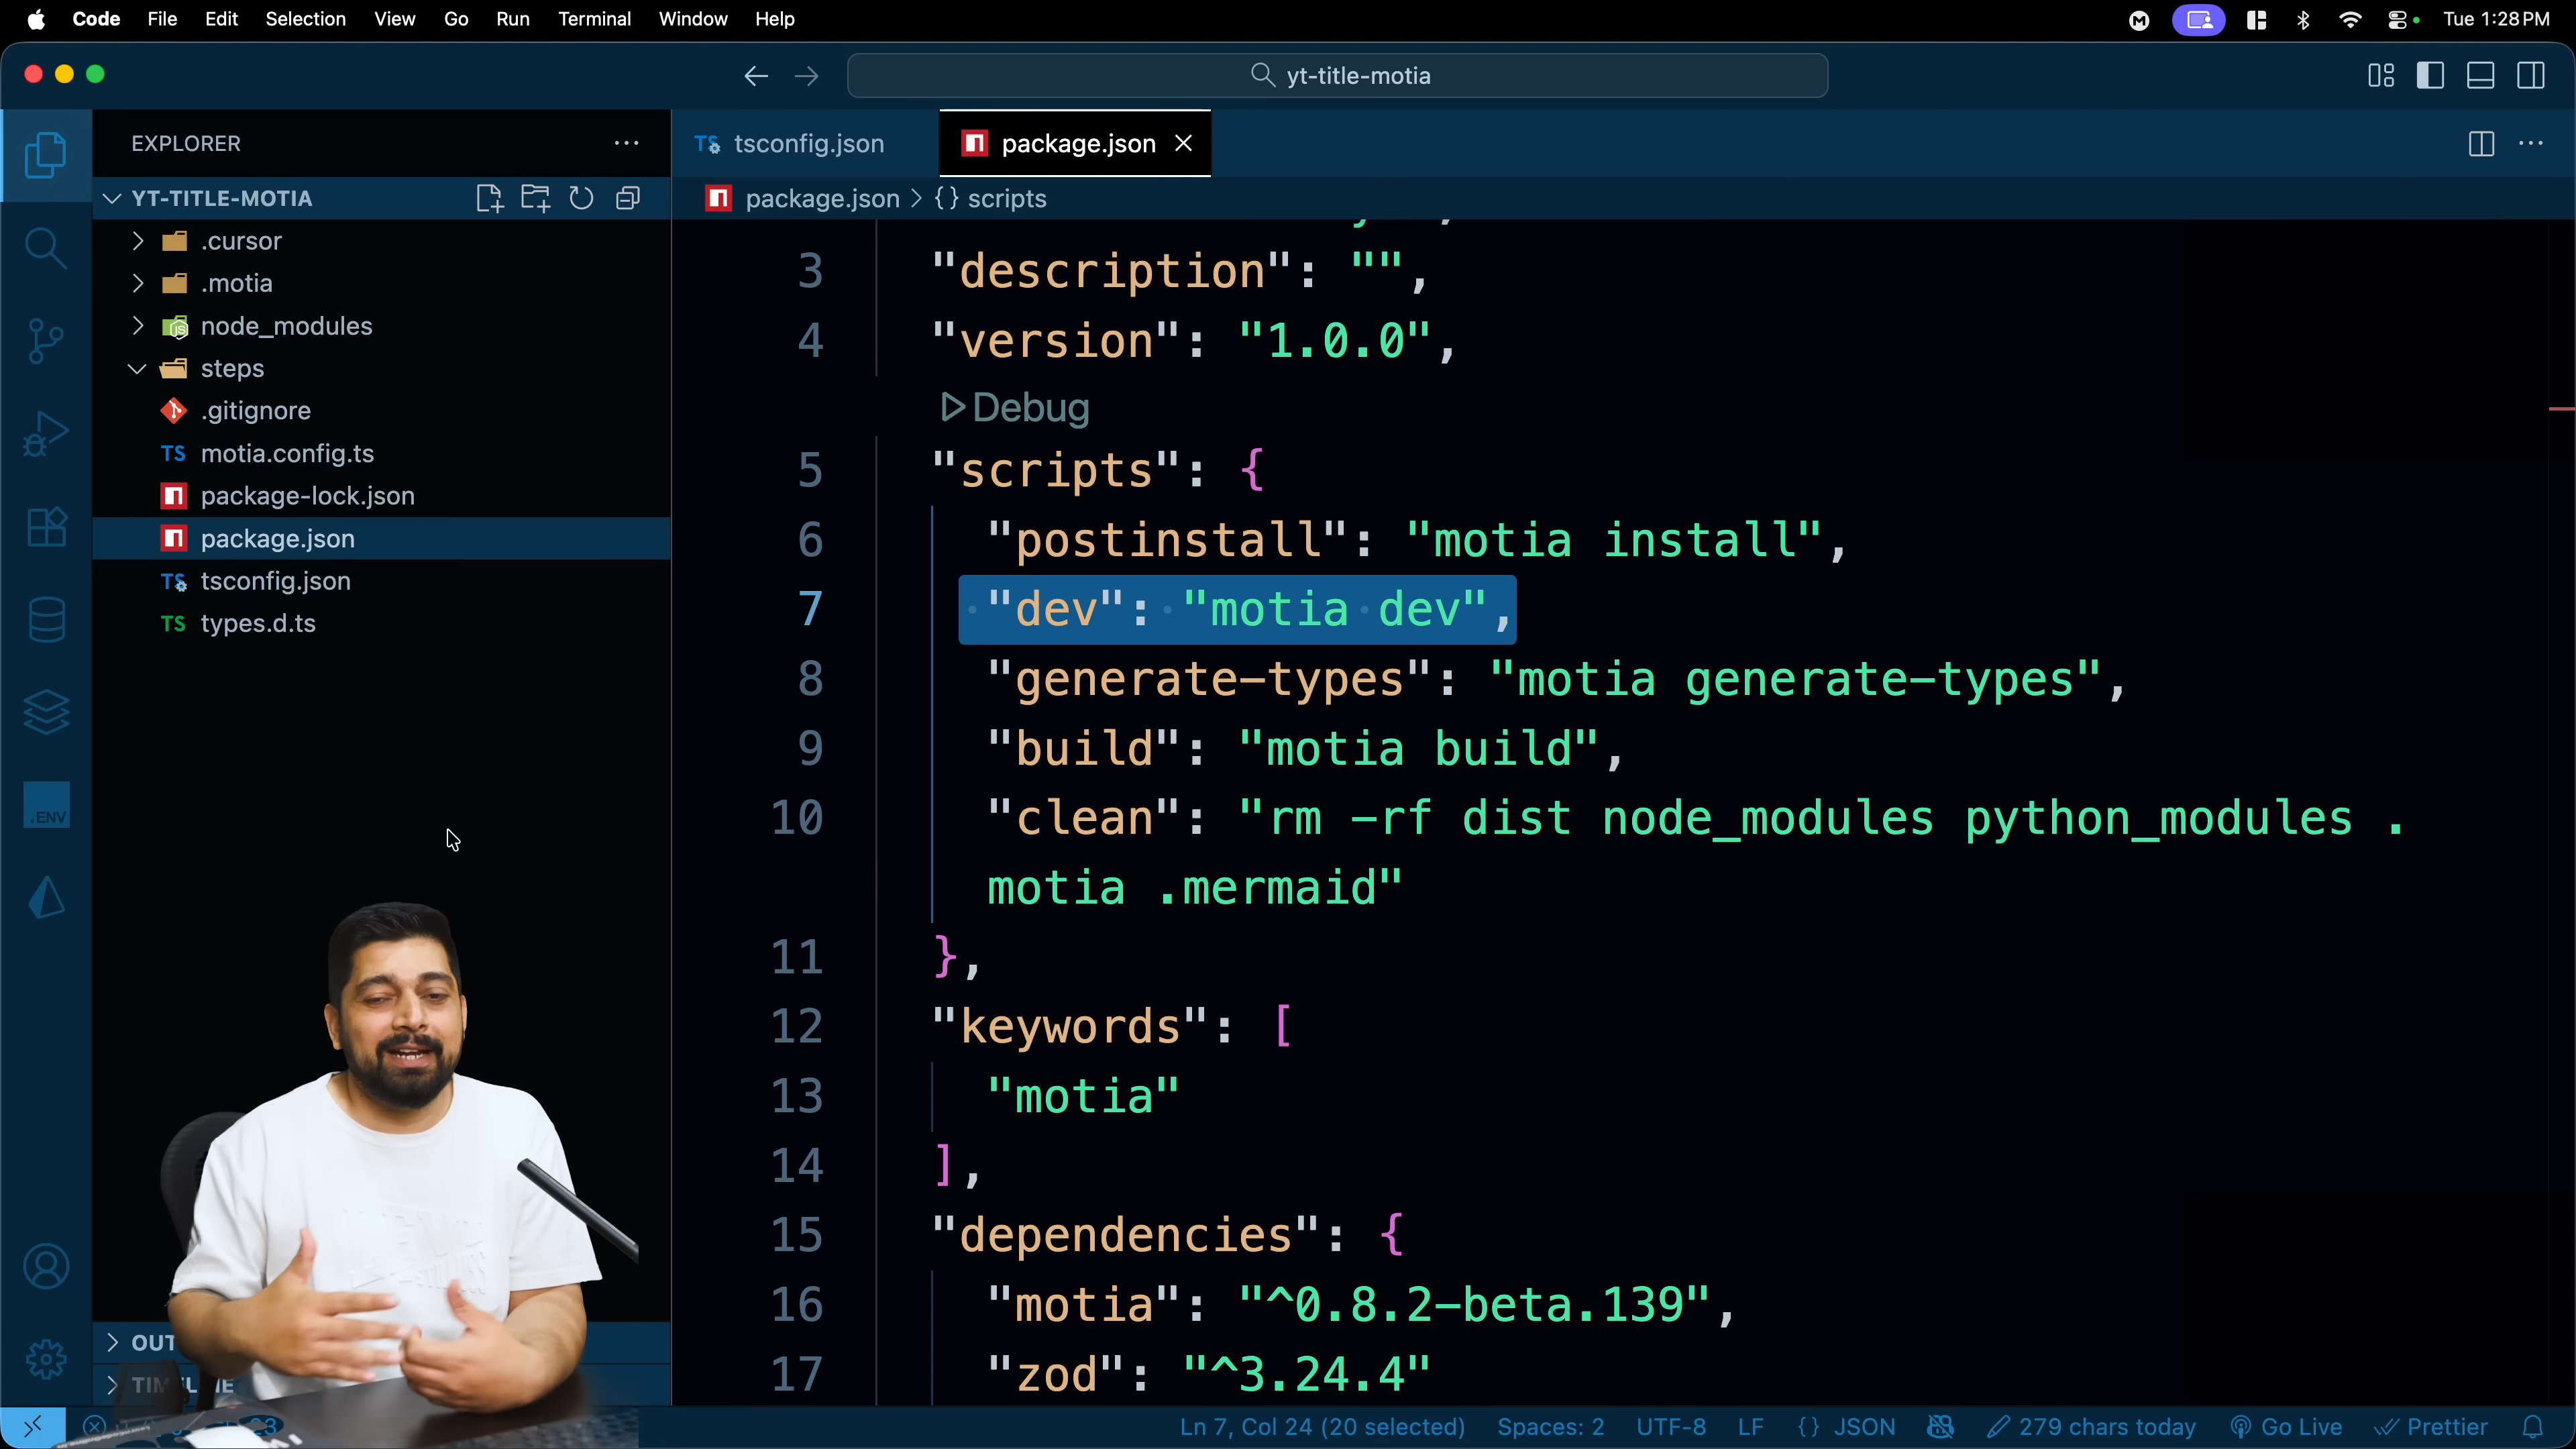 Code File Edit Selection View Go Run Terminal Window Help Tue 1:28 PM
yt-title-motia
EXPLORER
tsconfig.json package.json
YT-TITLE-MOTIA
package.json > {} scripts
.cursor
.motia
node_modules
steps
.gitignore
TS motia.config.ts
package-lock.json
package.json
TS tsconfig.json
TS types.d.ts
.ENV
3 "description": "",
4 "version": "1.0.0",
Debug
5 "scripts": {
6 "postinstall": "motia install",
7 "dev": "motia dev",
8 "generate-types": "motia generate-types",
9 "build": "motia build",
10 "clean": "rm -rf dist node_modules python_modules .
motia .mermaid"
11 },
12 "keywords": [
13 "motia"
14 ],
15 "dependencies": {
16 "motia": "^0.8.2-beta.139",
17 "zod": "^3.24.4"
Ln 7, Col 24 (20 selected) Spaces: 2 UTF-8 LF {} JSON 279 chars today Go Live Prettier